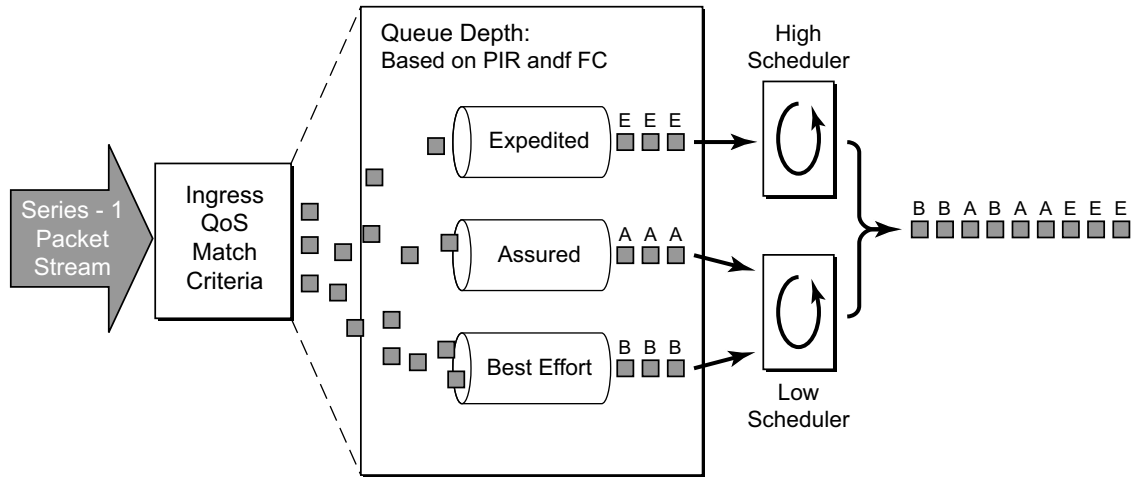 Queue Depth:
Based on PIR andf FC
High
Scheduler
E E E
Expedited
Series - 1
Packet
Stream
Ingress
QoS
Match
Criteria
A A A
Assured
B B A B A A E E E
B B B
Best Effort
Low
Scheduler